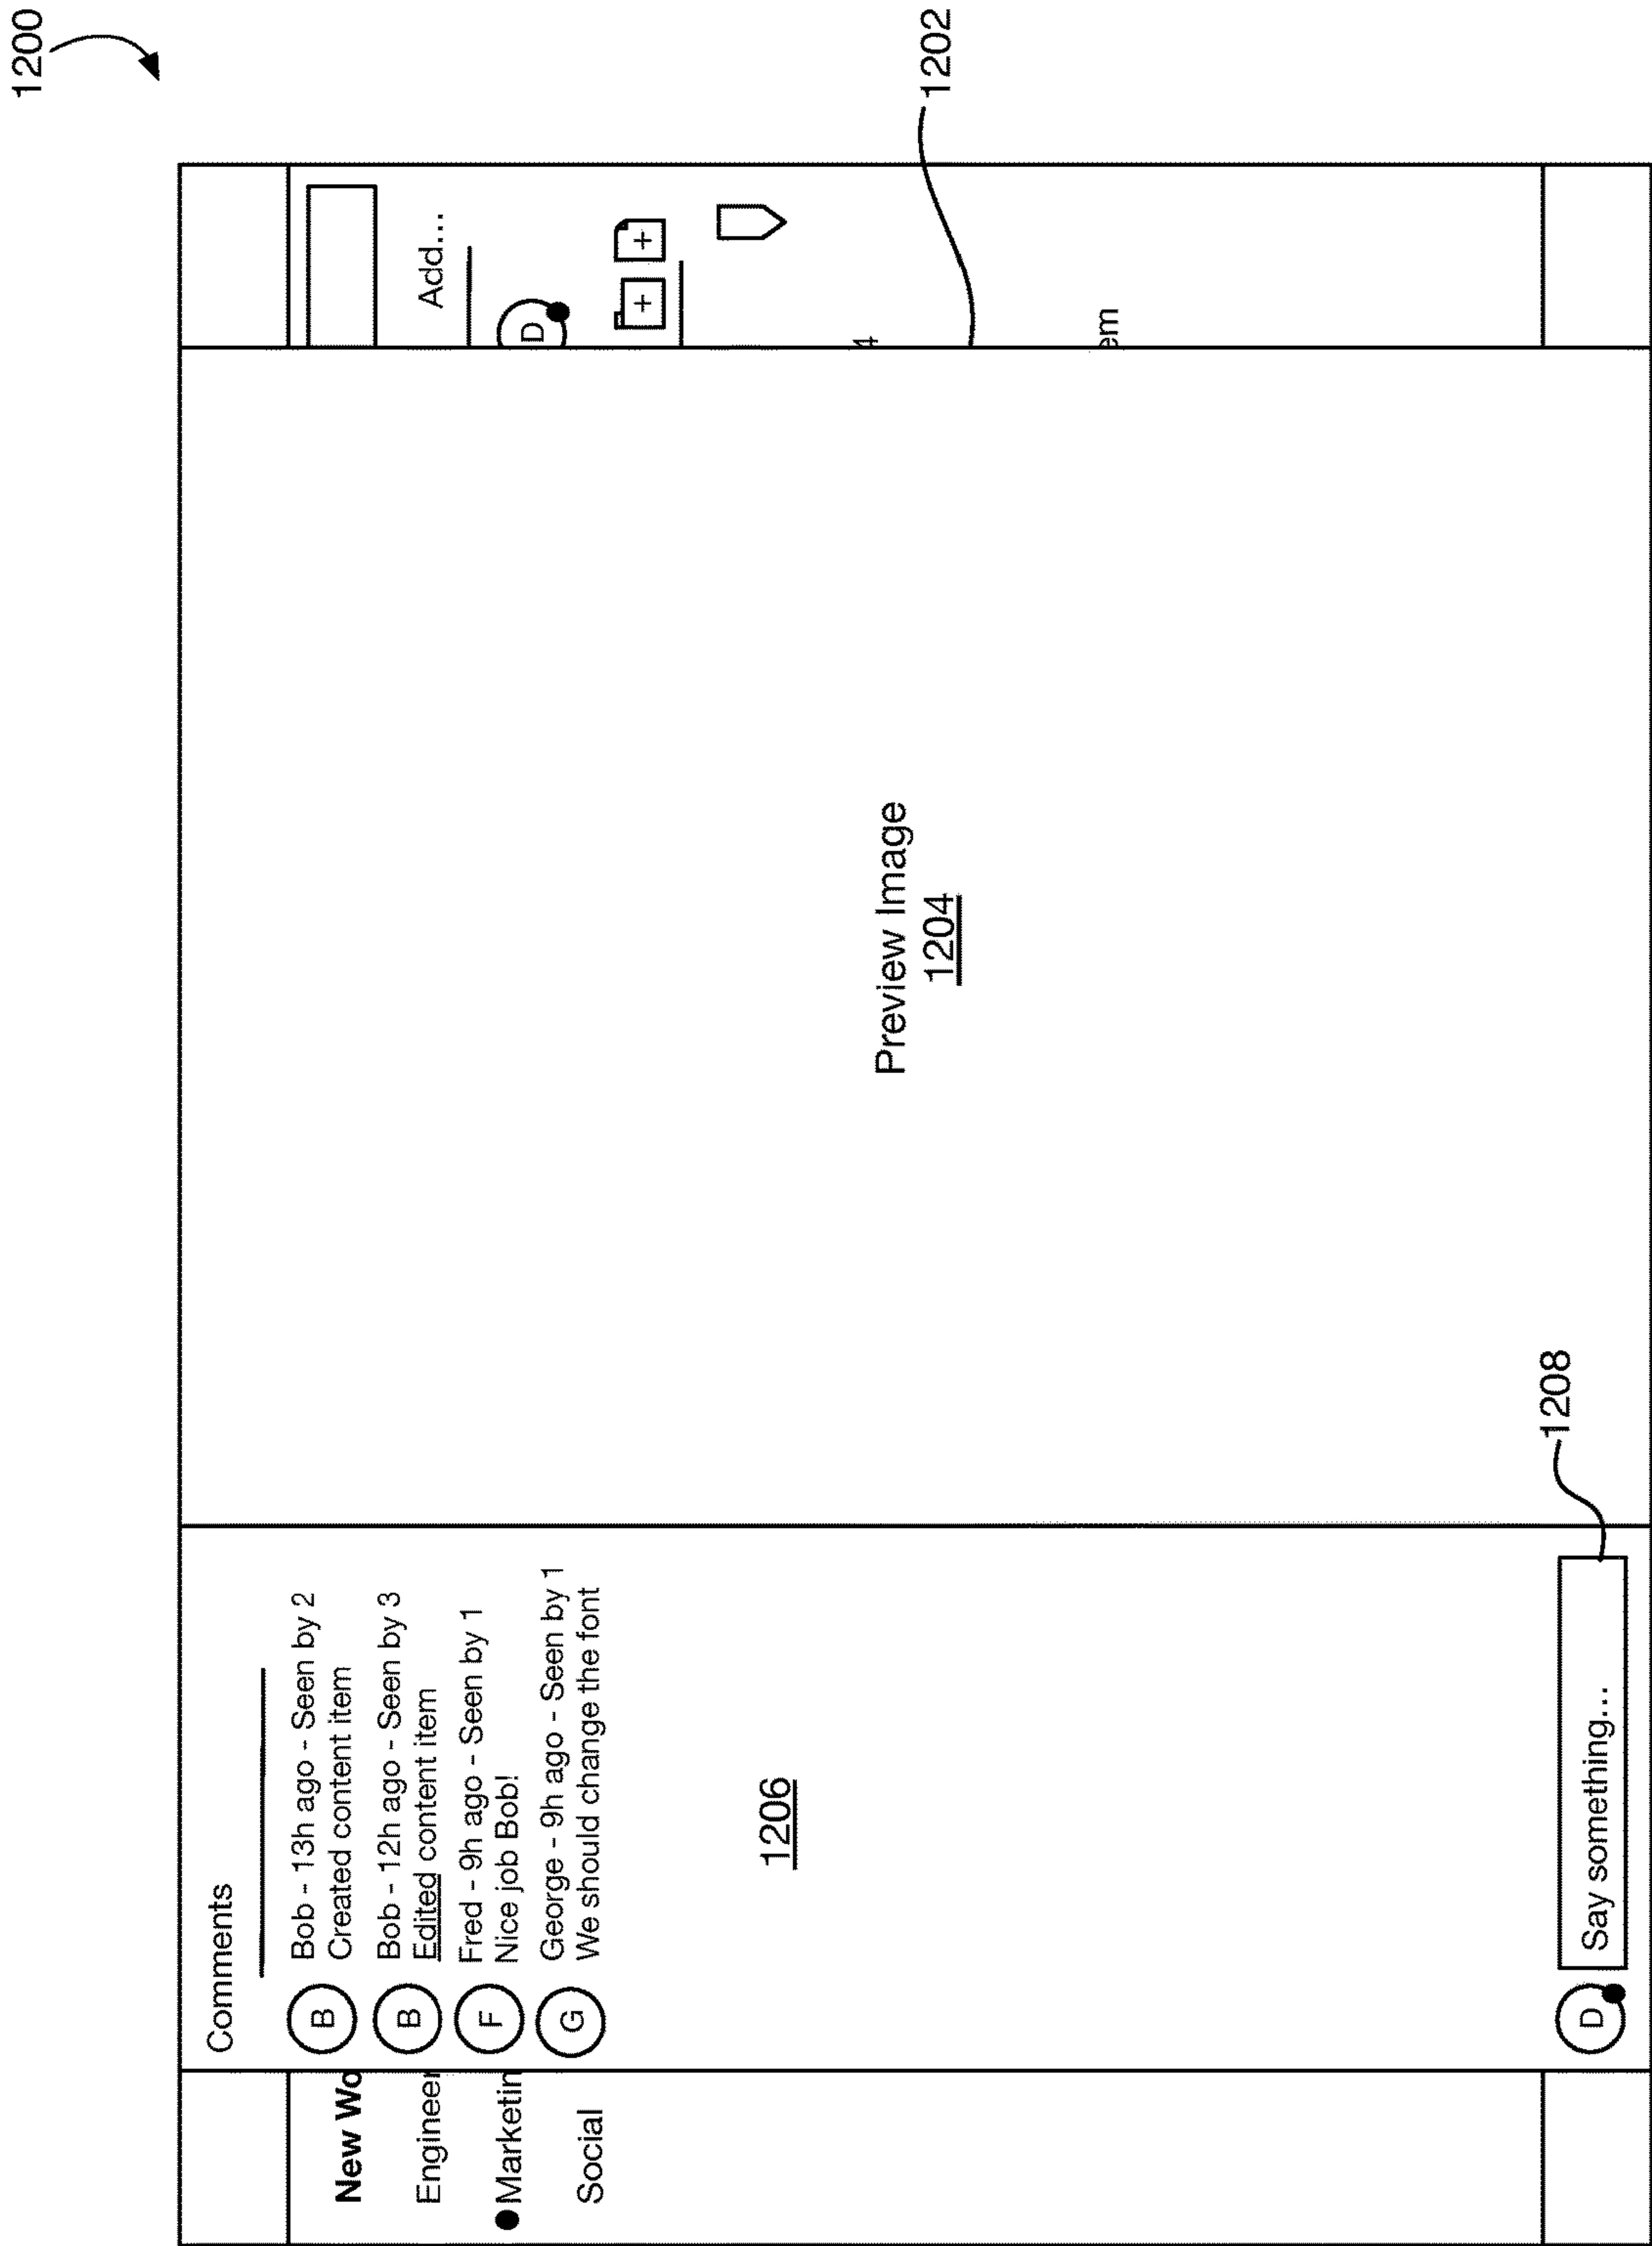 1200
Comments
New Wo
Engineer
Marketin
Social
B
Bob - 13h ago - Seen by 2
Created content item
B
Bob - 12h ago - Seen by 3
Edited content item
F
Fred - 9h ago - Seen by 1
Nice job Bob!
G
George - 9h ago - Seen by 1
We should change the font
1206
D
Say something...
1208
Preview Image
1204
Add...
D
+
+
4
em
1202